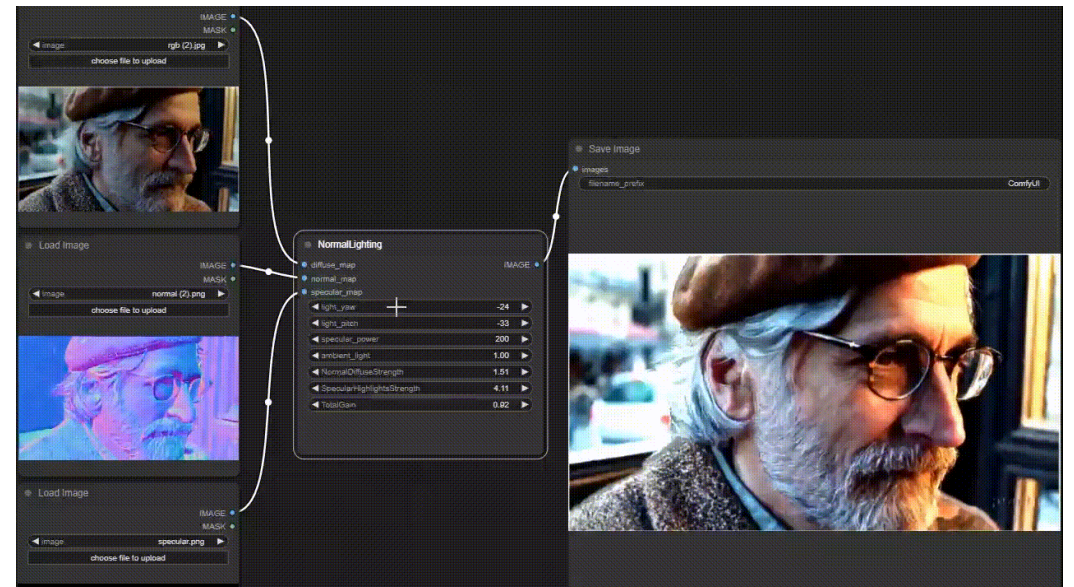 IMAGE
MASK
image rgb (2).jpg
choose file to upload
Load Image
IMAGE
MASK
image normal (2).png
choose file to upload
Load Image
IMAGE
MASK
image specular.png
choose file to upload
NormalLighting
diffuse_map IMAGE
normal_map
specular_map
light_yaw -24
light_pitch -33
specular_power 200
ambient_light 1.00
NormalDiffuseStrength 1.51
SpecularHighlightsStrength 4.11
TotalGain 0.92
Save Image
images
filename_prefix ComfyUI